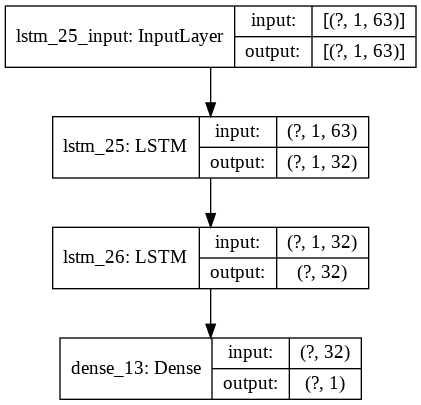 lstm_25_input: InputLayer
input: [(?, 1, 63)]
output: [(?, 1, 63)]
lstm_25: LSTM
input: (?, 1, 63)
output: (?, 1, 32)
lstm_26: LSTM
input: (?, 1, 32)
output: (?, 32)
dense_13: Dense
input: (?, 32)
output: (?, 1)